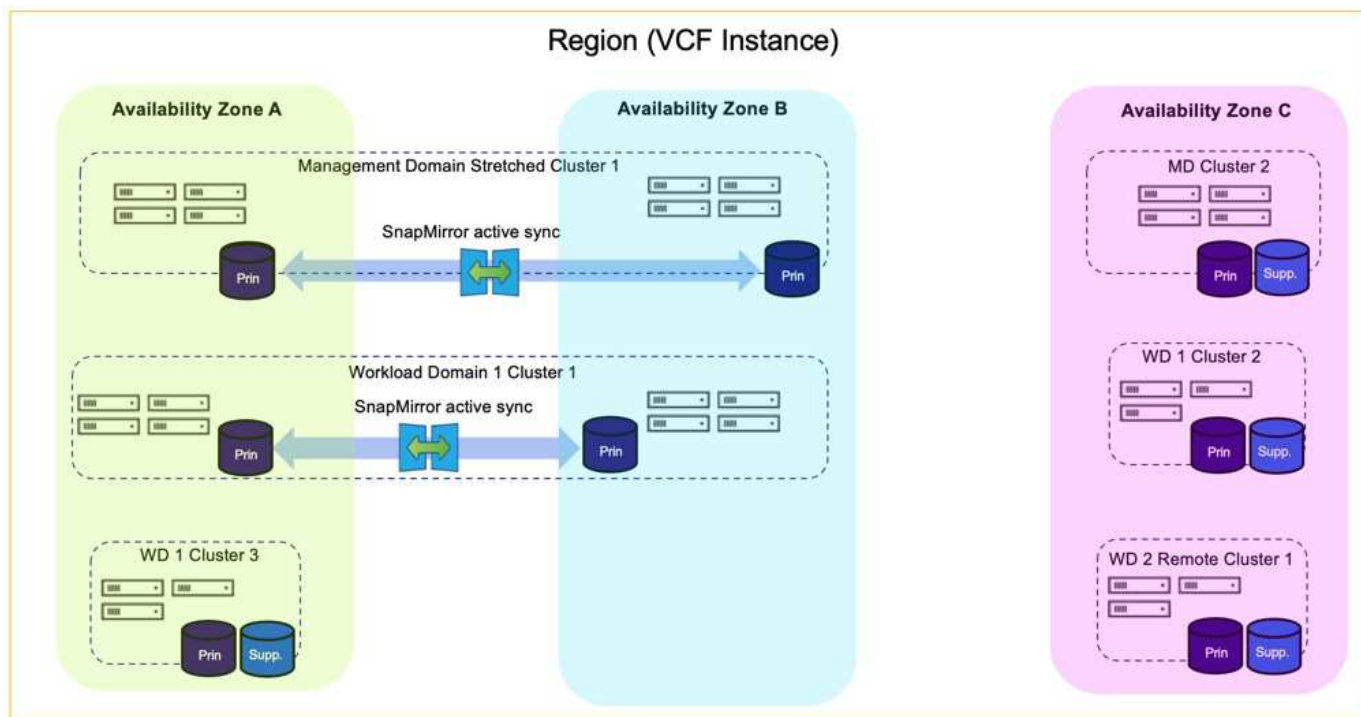 Region (VCF Instance)
Availability Zone A
Availability Zone B
Availability Zone C
Management Domain Stretched Cluster 1
SnapMirror active sync
Prin
Prin
MD Cluster 2
Prin
Supp.
Workload Domain 1 Cluster 1
SnapMirror active sync
Prin
Prin
WD 1 Cluster 2
Prin
Supp.
WD 1 Cluster 3
Prin
Supp.
WD 2 Remote Cluster 1
Prin
Supp.